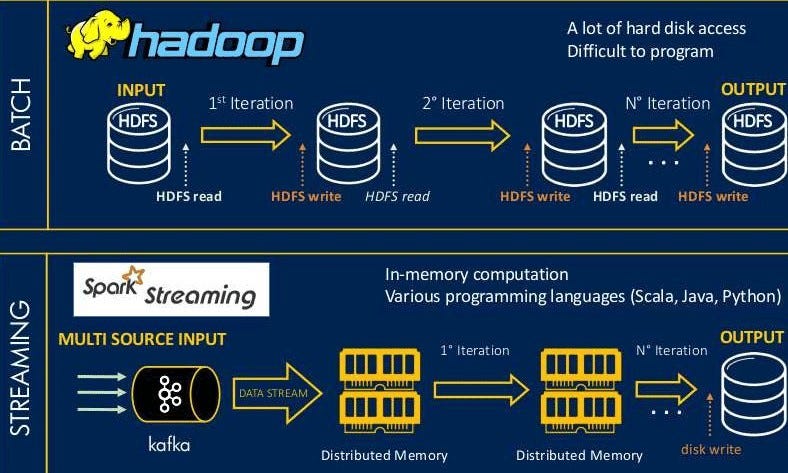 BATCH
hadoop
A lot of hard disk access
Difficult to program
INPUT
1st Iteration
2° Iteration
N° Iteration
OUTPUT
HDFS
HDFS
HDFS
HDFS
...
HDFS read
HDFS write
HDFS read
HDFS write
HDFS read
HDFS write
STREAMING
Spark Streaming
In-memory computation
Various programming languages (Scala, Java, Python)
MULTI SOURCE INPUT
1° Iteration
N° Iteration
OUTPUT
DATA STREAM
...
kafka
Distributed Memory
Distributed Memory
disk write